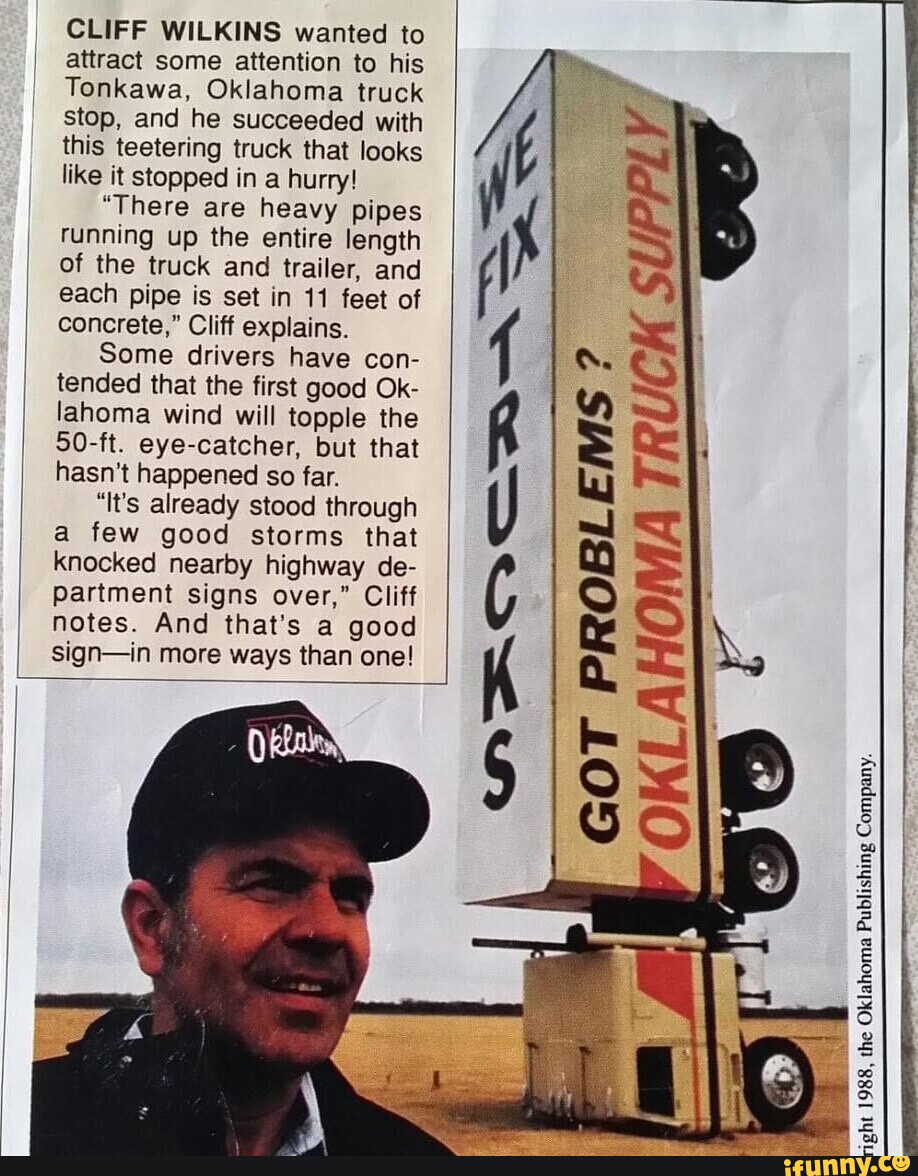 CLIFF WILKINS wanted to
attract some attention to his
Tonkawa, Oklahoma truck
stop, and he succeeded with
this teetering truck that looks
like it stopped in a hurry!
“There are heavy pipes
running up the entire length
of the truck and trailer, and
each pipe is set in 11 feet of
concrete,” Cliff explains.
Some drivers have con-
tended that the first good Ok-
lahoma wind will topple the
50-ft. eye-catcher, but that
hasn't happened so far.
“It's already stood through
a few good storms that
knocked nearby highway de-
partment signs over,” Cliff
notes. And that's a good
sign—in more ways than one!
WE
FIX
TRUCKS
GOT PROBLEMS?
OKLAHOMA TRUCK SUPPLY
Oklahom
right 1988, the Oklahoma Publishing Company.
ifunny.co